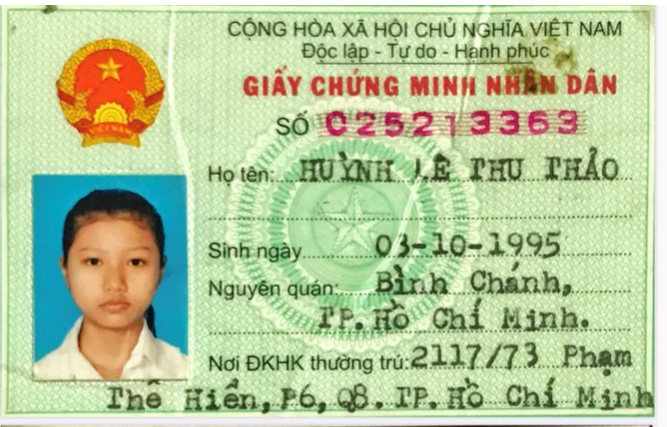 CỘNG HÒA XÃ HỘI CHỦ NGHĨA VIỆT NAM
Độc lập - Tự do - Hạnh phúc
GIẤY CHỨNG MINH NHÂN DÂN
SỐ 025213363
Họ tên: HUỲNH LÊ THU THẢO
Sinh ngày 03-10-1995
Nguyên quán: Bình Chánh,
TP. Hồ Chí Minh.
Nơi ĐKHK thường trú: 2117/73 Phạm
Thế Hiển, P6, Q8. TP. Hồ Chí Minh
VIỆT NAM